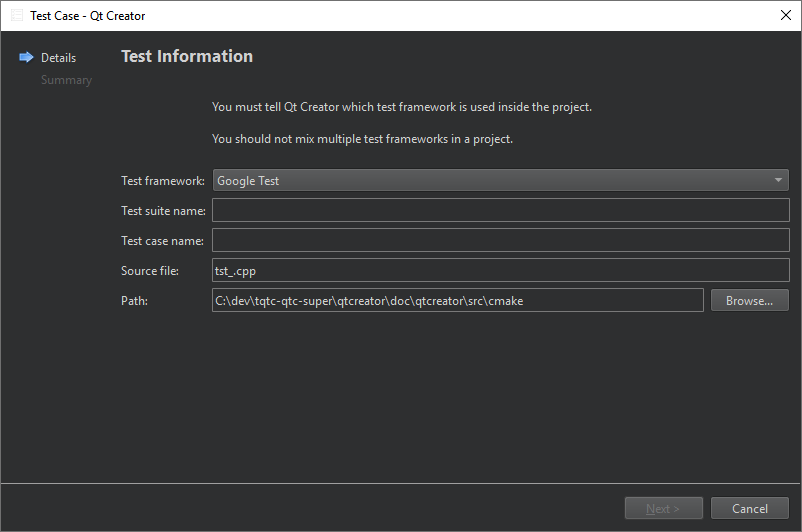 Test Case - Qt Creator
Details
Summary
Test Information
You must tell Qt Creator which test framework is used inside the project.
You should not mix multiple test frameworks in a project.
Test framework: Google Test
Test suite name:
Test case name:
Source file: tst_.cpp
Path: C:\dev\tqtc-qtc-super\qtcreator\doc\qtcreator\src\cmake Browse...
Next > Cancel